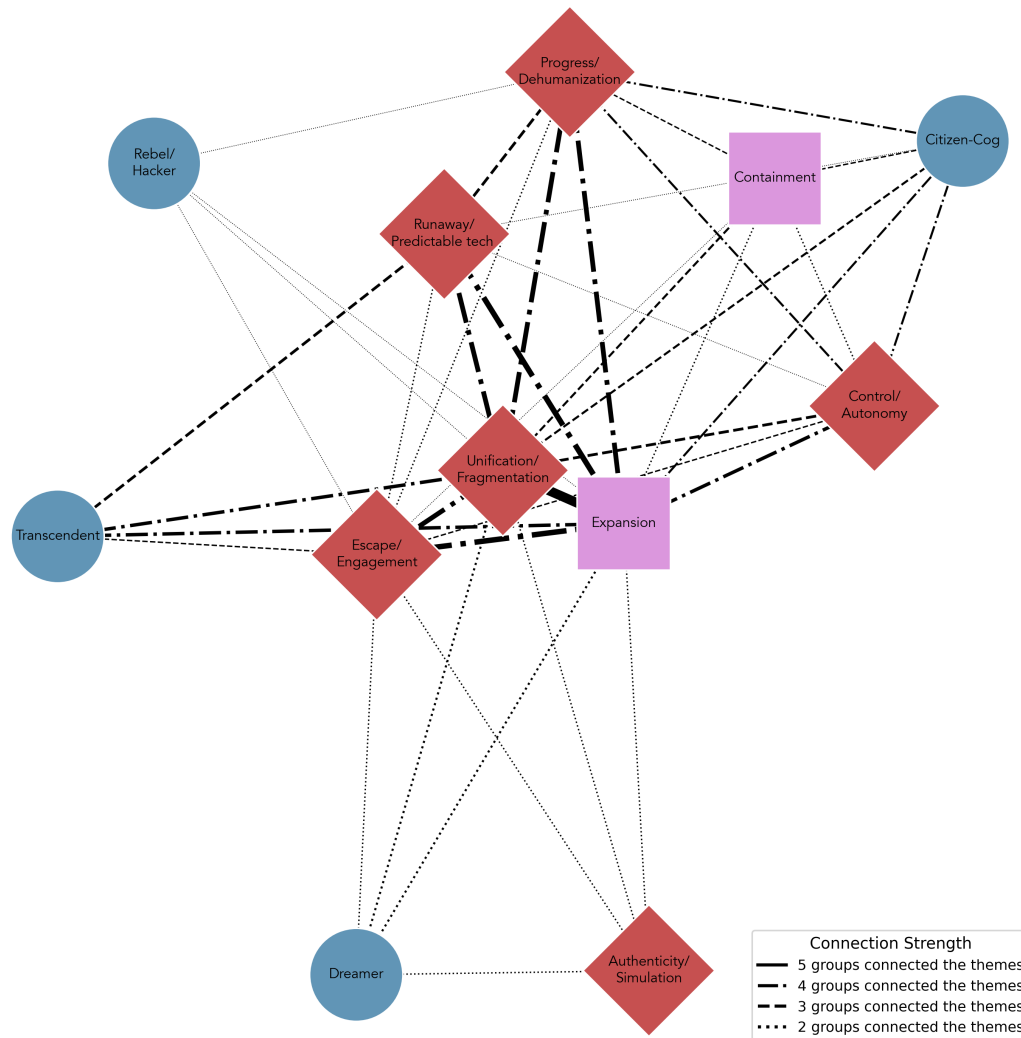 Progress/
Dehumanization
Citizen-Cog
Rebel/
Hacker
Containment
Runaway/
Predictable tech
Control/
Autonomy
Unification/
Fragmentation
Expansion
Transcendent
Escape/
Engagement
Dreamer
Authenticity/
Simulation
Connection Strength
5 groups connected the themes
4 groups connected the themes
3 groups connected the themes
2 groups connected the themes